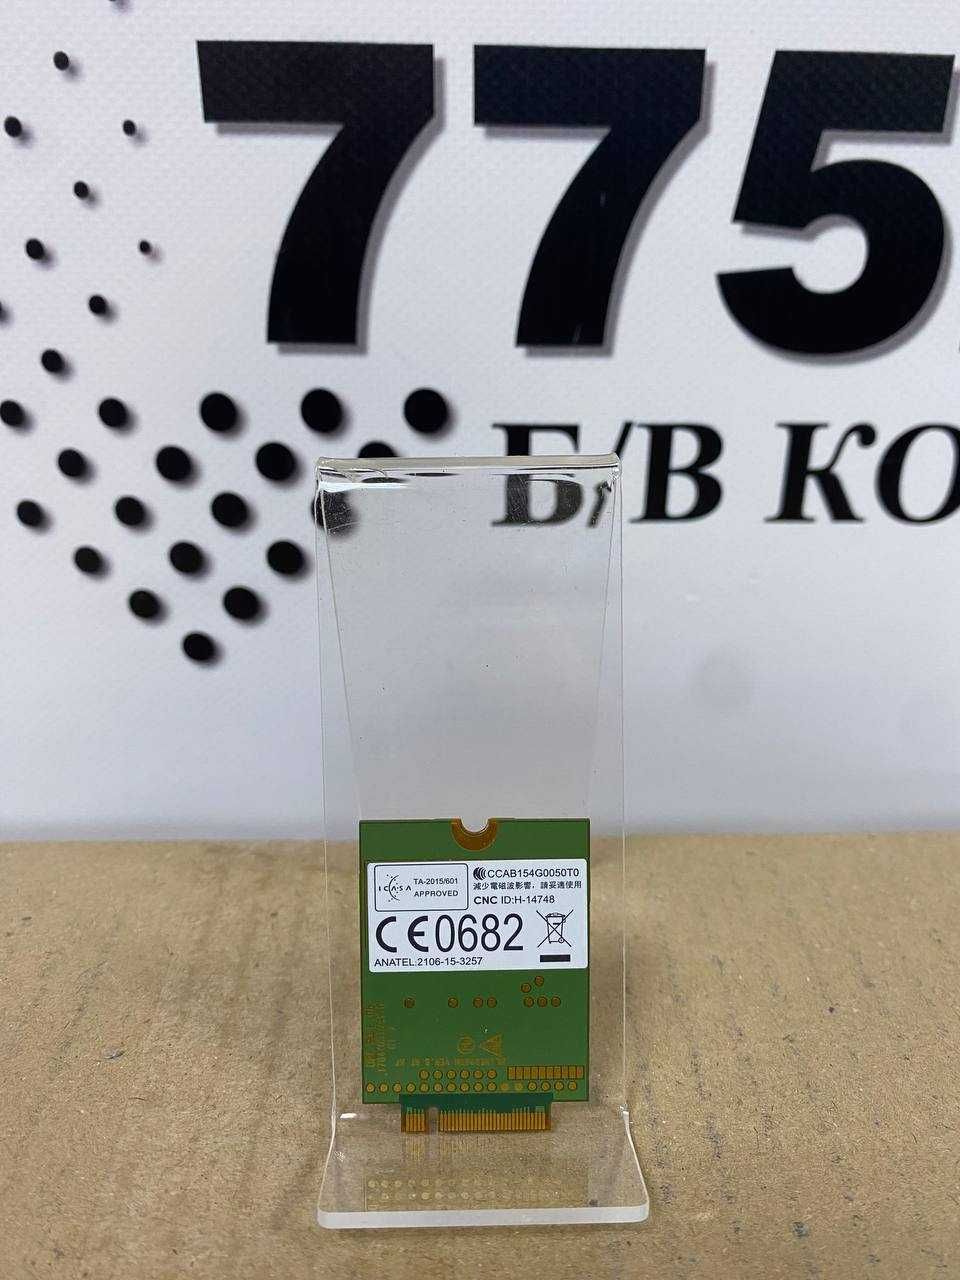 775
Б/В КО
ICASA
TA-2015/601
APPROVED
CCAB154G0050T0
減少電磁波影響，請妥適使用
CNC ID:H-14748
CE0682
ANATEL:2106-15-3257